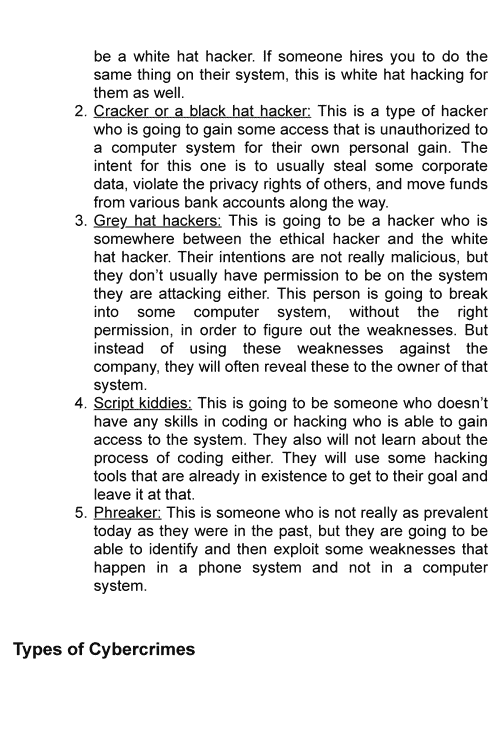 be a white hat hacker. If someone hires you to do the
same thing on their system, this is white hat hacking for
them as well.
2. Cracker or a black hat hacker: This is a type of hacker
who is going to gain some access that is unauthorized to
a computer system for their own personal gain. The
intent for this one is to usually steal some corporate
data, violate the privacy rights of others, and move funds
from various bank accounts along the way.
3. Grey hat hackers: This is going to be a hacker who is
somewhere between the ethical hacker and the white
hat hacker. Their intentions are not really malicious, but
they don’t usually have permission to be on the system
they are attacking either. This person is going to break
into some computer system, without the right
permission, in order to figure out the weaknesses. But
instead of using these weaknesses against the
company, they will often reveal these to the owner of that
system.
4. Script kiddies: This is going to be someone who doesn’t
have any skills in coding or hacking who is able to gain
access to the system. They also will not learn about the
process of coding either. They will use some hacking
tools that are already in existence to get to their goal and
leave it at that.
5. Phreaker: This is someone who is not really as prevalent
today as they were in the past, but they are going to be
able to identify and then exploit some weaknesses that
happen in a phone system and not in a computer
system.
Types of Cybercrimes